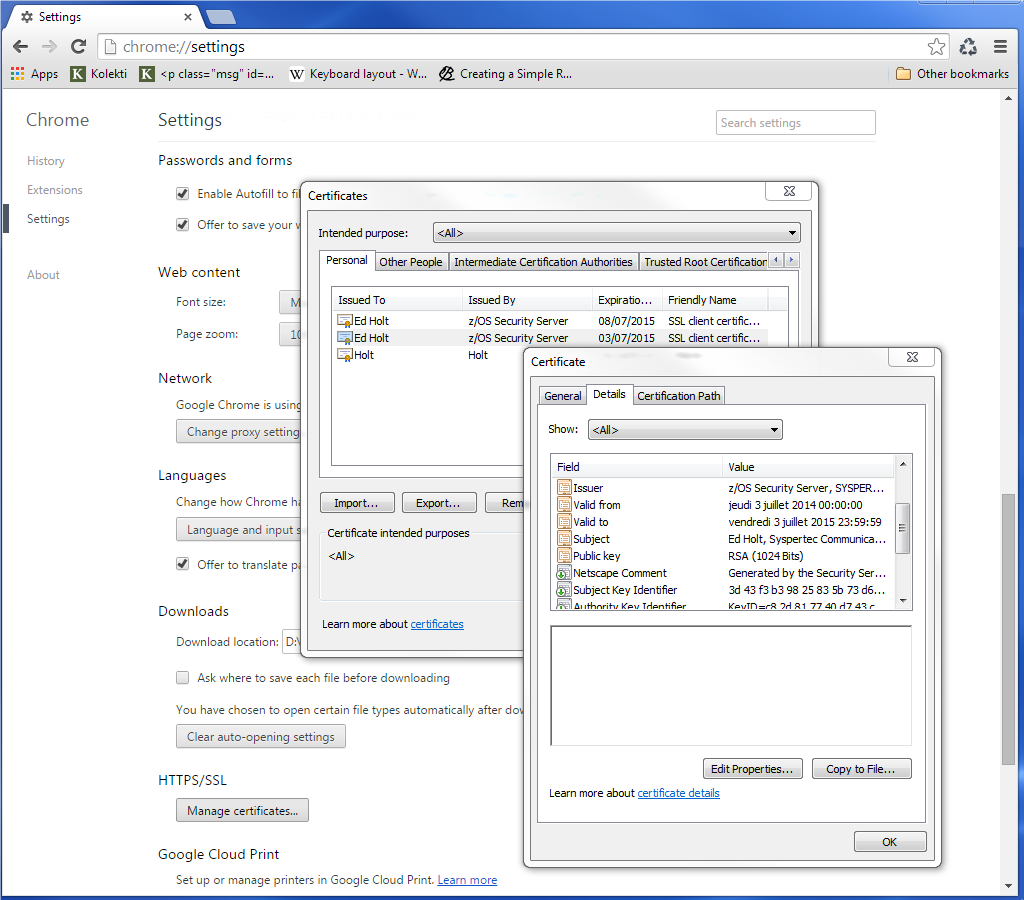 Settings
chrome://settings
Apps Kolekti <p class="msg" id=... Keyboard layout - W... Creating a Simple R... Other bookmarks
Chrome
History
Extensions
Settings
About
Settings
Search settings
Passwords and forms
Enable Autofill to fil
Offer to save your w
Web content
Font size:
Page zoom:
Network
Google Chrome is using
Change proxy setting
Languages
Change how Chrome ha
Language and input s
Offer to translate pa
Downloads
Download location: D:\
Ask where to save each file before downloading
You have chosen to open certain file types automatically after dow
Clear auto-opening settings
HTTPS/SSL
Manage certificates...
Google Cloud Print
Set up or manage printers in Google Cloud Print. Learn more
Certificates
Intended purpose: <All>
Personal Other People Intermediate Certification Authorities Trusted Root Certification
Issued To Issued By Expiratio... Friendly Name
Ed Holt z/OS Security Server 08/07/2015 SSL client certific...
Ed Holt z/OS Security Server 03/07/2015 SSL client certific...
Holt Holt
Import... Export... Rem
Certificate intended purposes
<All>
Learn more about certificates
Certificate
General Details Certification Path
Show: <All>
Field Value
Issuer z/OS Security Server, SYSPER...
Valid from jeudi 3 juillet 2014 00:00:00
Valid to vendredi 3 juillet 2015 23:59:59
Subject Ed Holt, Syspertec Communica...
Public key RSA (1024 Bits)
Netscape Comment Generated by the Security Ser...
Subject Key Identifier 3d 43 f3 b3 98 25 83 5b 73 d6...
Authority Key Identifier KeyID=c8 2d 81 77 40 d7 43 c
Edit Properties... Copy to File...
Learn more about certificate details
OK